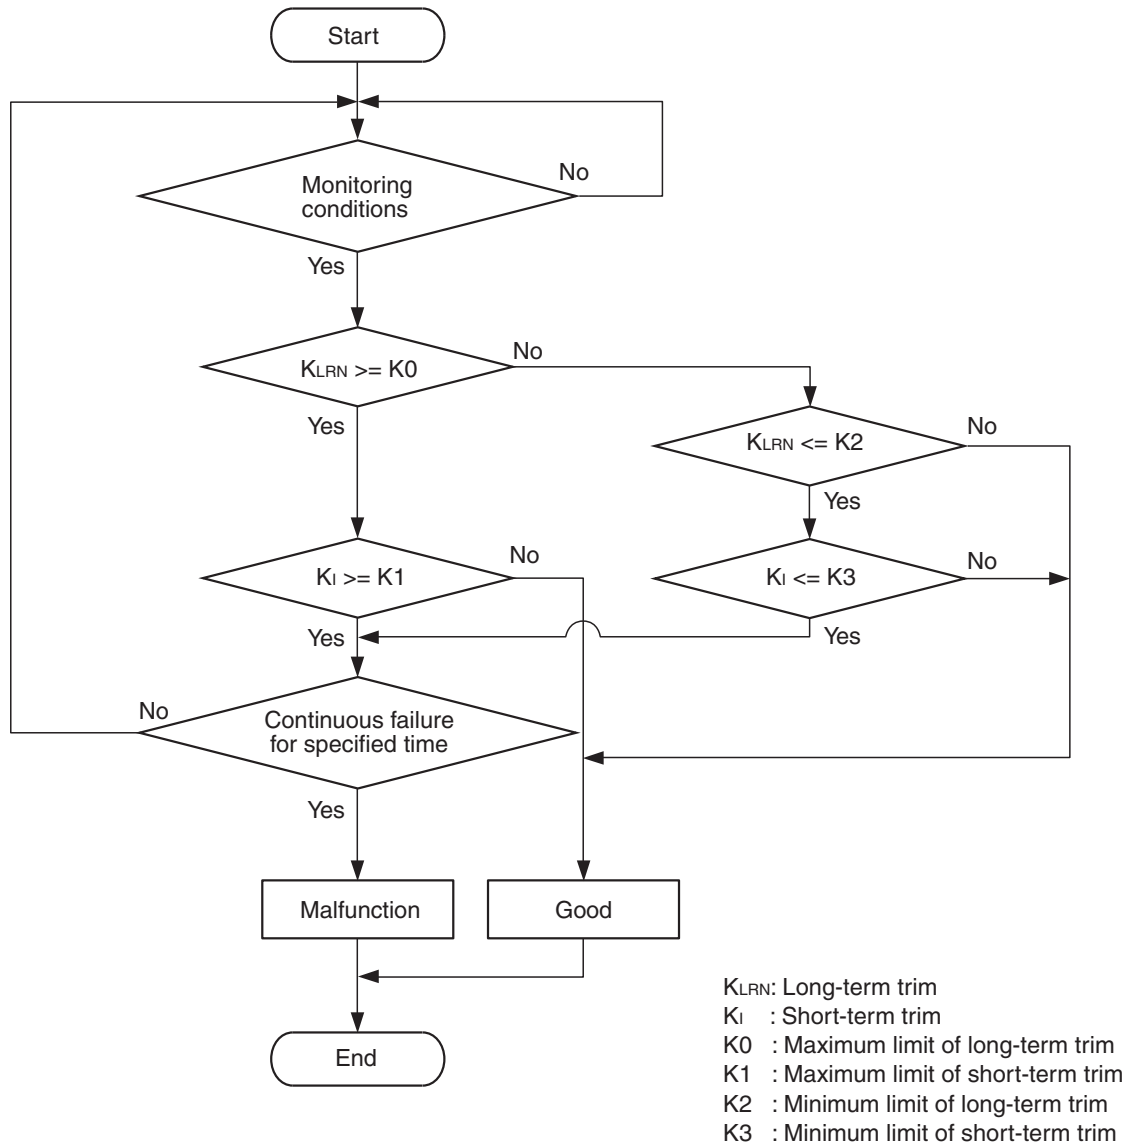 Start
No
Monitoring
conditions
Yes
KLRN >= K0
No
Yes
KLRN <= K2
No
Yes
KI >= K1
No
KI <= K3
No
Yes
Yes
No
Continuous failure
for specified time
Yes
Malfunction
Good
End
KLRN: Long-term trim
KI : Short-term trim
K0 : Maximum limit of long-term trim
K1 : Maximum limit of short-term trim
K2 : Minimum limit of long-term trim
K3 : Minimum limit of short-term trim